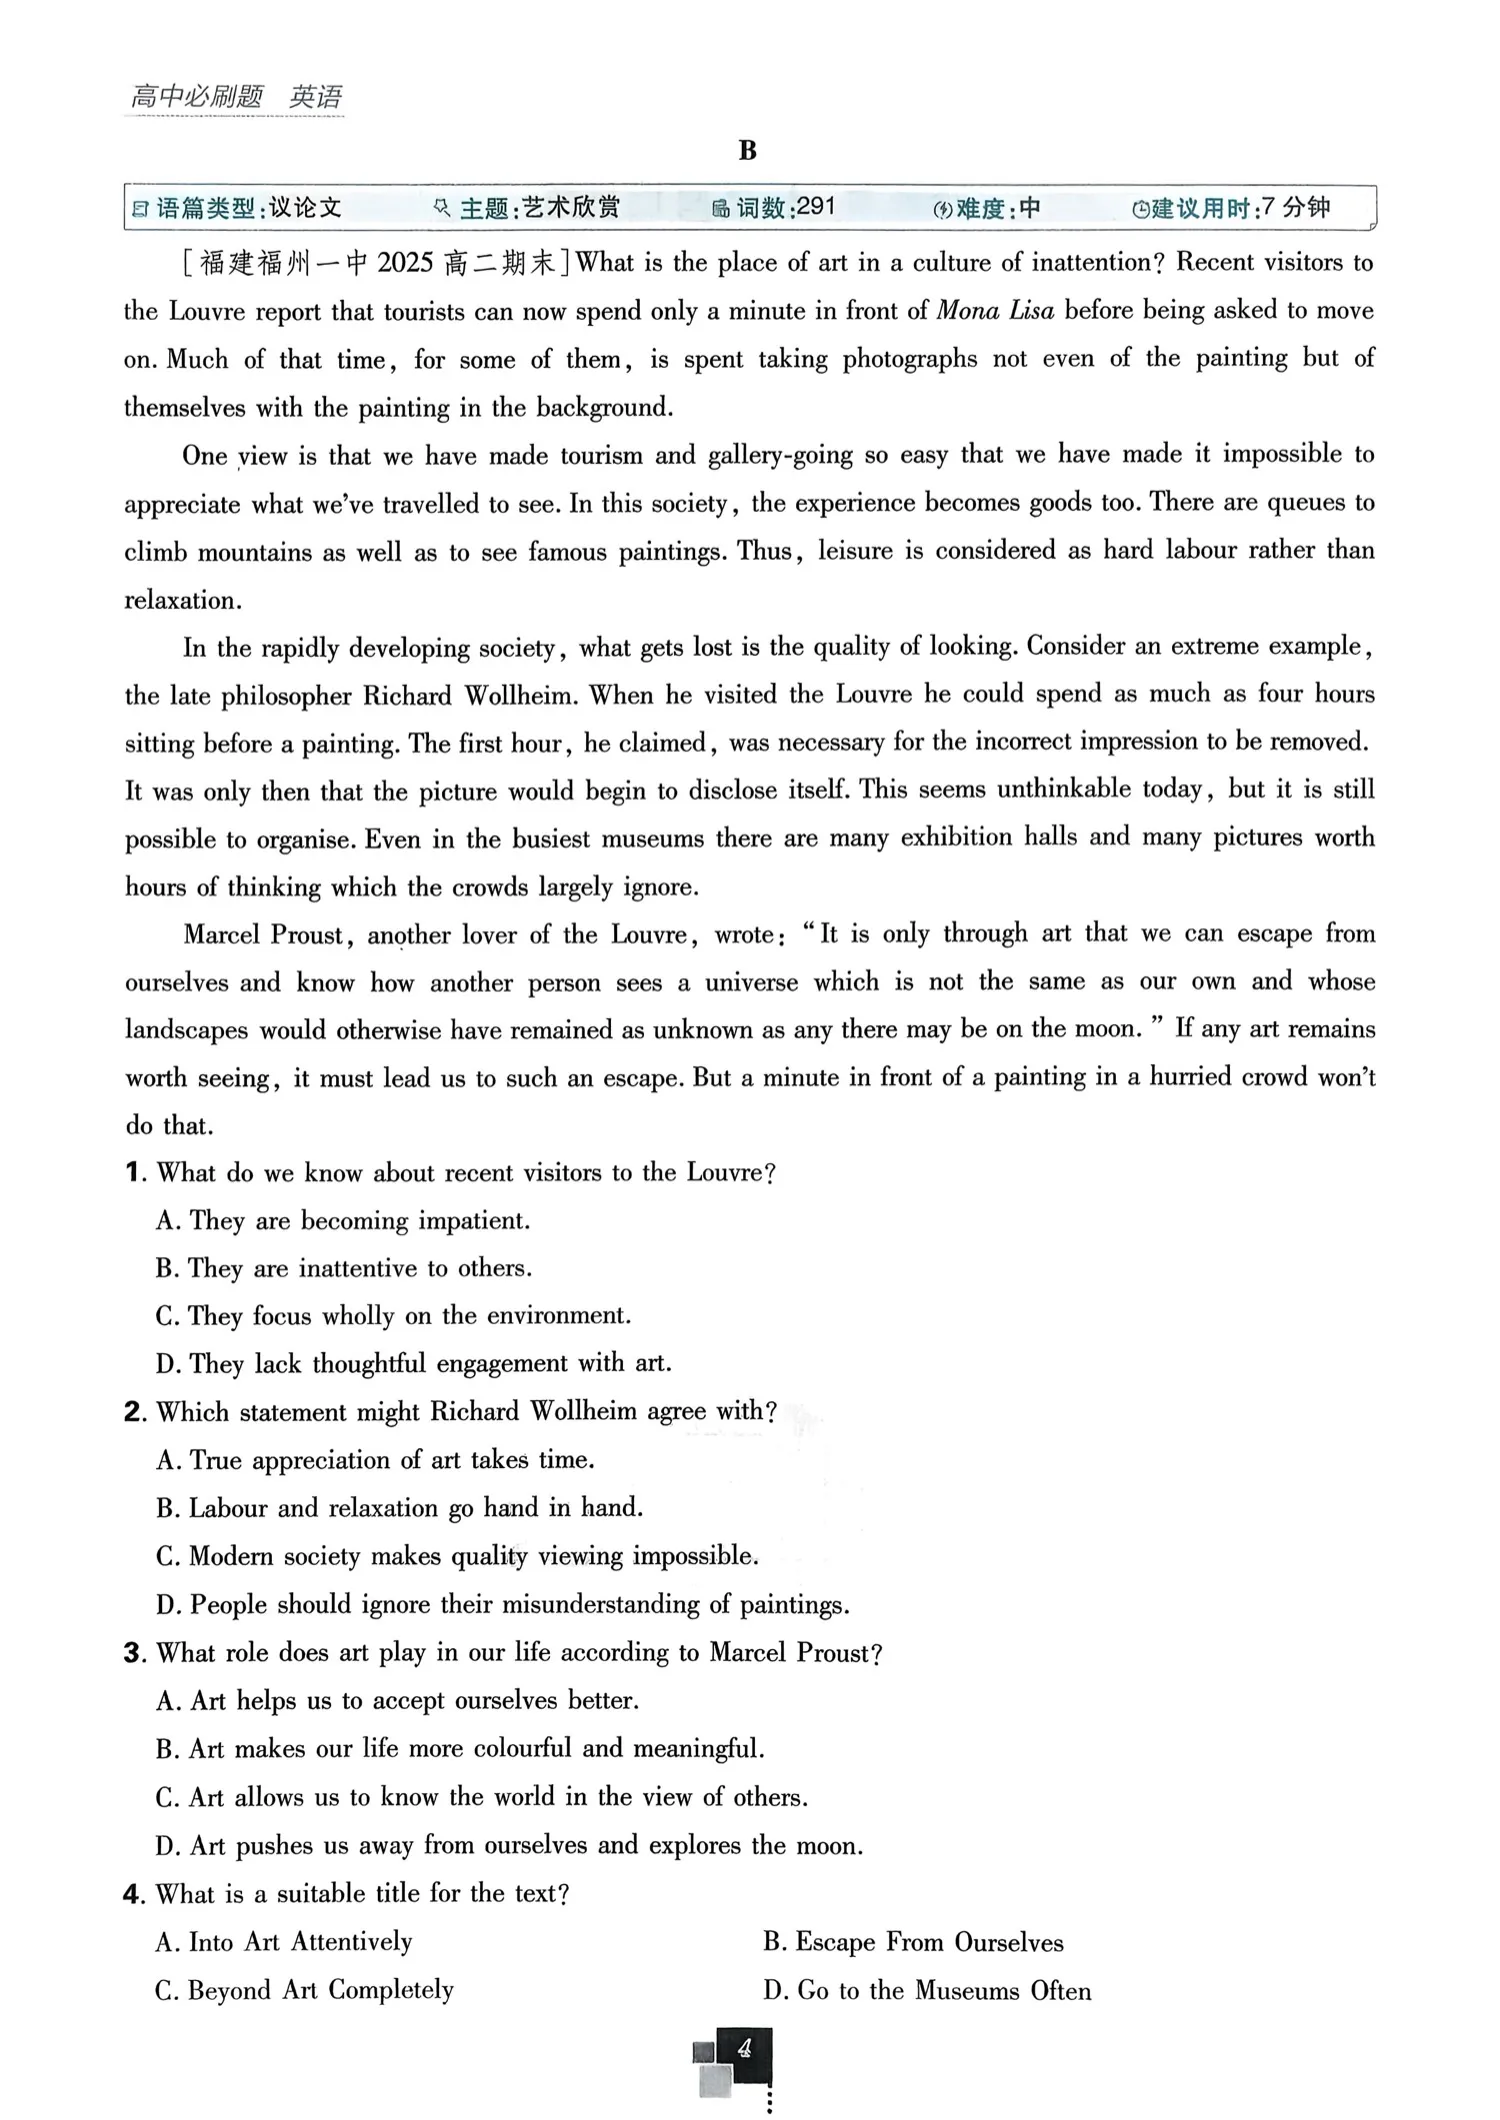 高中必刷题 英语
B
语篇类型:议论文 主题:艺术欣赏 词数:291 难度:中 建议用时:7 分钟
[福建福州一中 2025 高二期末]What is the place of art in a culture of inattention? Recent visitors to
the Louvre report that tourists can now spend only a minute in front of Mona Lisa before being asked to move
on. Much of that time, for some of them, is spent taking photographs not even of the painting but of
themselves with the painting in the background.
One view is that we have made tourism and gallery-going so easy that we have made it impossible to
appreciate what we've travelled to see. In this society, the experience becomes goods too. There are queues to
climb mountains as well as to see famous paintings. Thus, leisure is considered as hard labour rather than
relaxation.
In the rapidly developing society, what gets lost is the quality of looking. Consider an extreme example,
the late philosopher Richard Wollheim. When he visited the Louvre he could spend as much as four hours
sitting before a painting. The first hour, he claimed, was necessary for the incorrect impression to be removed.
It was only then that the picture would begin to disclose itself. This seems unthinkable today, but it is still
possible to organise. Even in the busiest museums there are many exhibition halls and many pictures worth
hours of thinking which the crowds largely ignore.
Marcel Proust, another lover of the Louvre, wrote: "It is only through art that we can escape from
ourselves and know how another person sees a universe which is not the same as our own and whose
landscapes would otherwise have remained as unknown as any there may be on the moon." If any art remains
worth seeing, it must lead us to such an escape. But a minute in front of a painting in a hurried crowd won't
do that.
1. What do we know about recent visitors to the Louvre?
A. They are becoming impatient.
B. They are inattentive to others.
C. They focus wholly on the environment.
D. They lack thoughtful engagement with art.
2. Which statement might Richard Wollheim agree with?
A. True appreciation of art takes time.
B. Labour and relaxation go hand in hand.
C. Modern society makes quality viewing impossible.
D. People should ignore their misunderstanding of paintings.
3. What role does art play in our life according to Marcel Proust?
A. Art helps us to accept ourselves better.
B. Art makes our life more colourful and meaningful.
C. Art allows us to know the world in the view of others.
D. Art pushes us away from ourselves and explores the moon.
4. What is a suitable title for the text?
A. Into Art Attentively B. Escape From Ourselves
C. Beyond Art Completely D. Go to the Museums Often
4